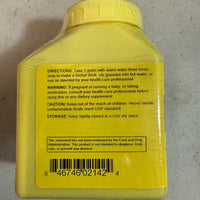 DIRECTIONS: Take 1 gram with warm water three times
daily to make a herbal drink. stir granules into hot water, or
use as directed by your health care professional
WARNING: If pregnant or nursing a baby, or taking
medication, consult your health care professional before
using this or any other supplement
CAUTION: Keep out of the reach of children. Heavy metals
contamination limits meet USP standard.
STORAGE: Keep tightly closed in a cool dry place
This statement has not been evaluated by the Food and Drug
Administration. This product is not intended to diagnose, treat,
cure, or prevent any disease
8 46746 02142 4